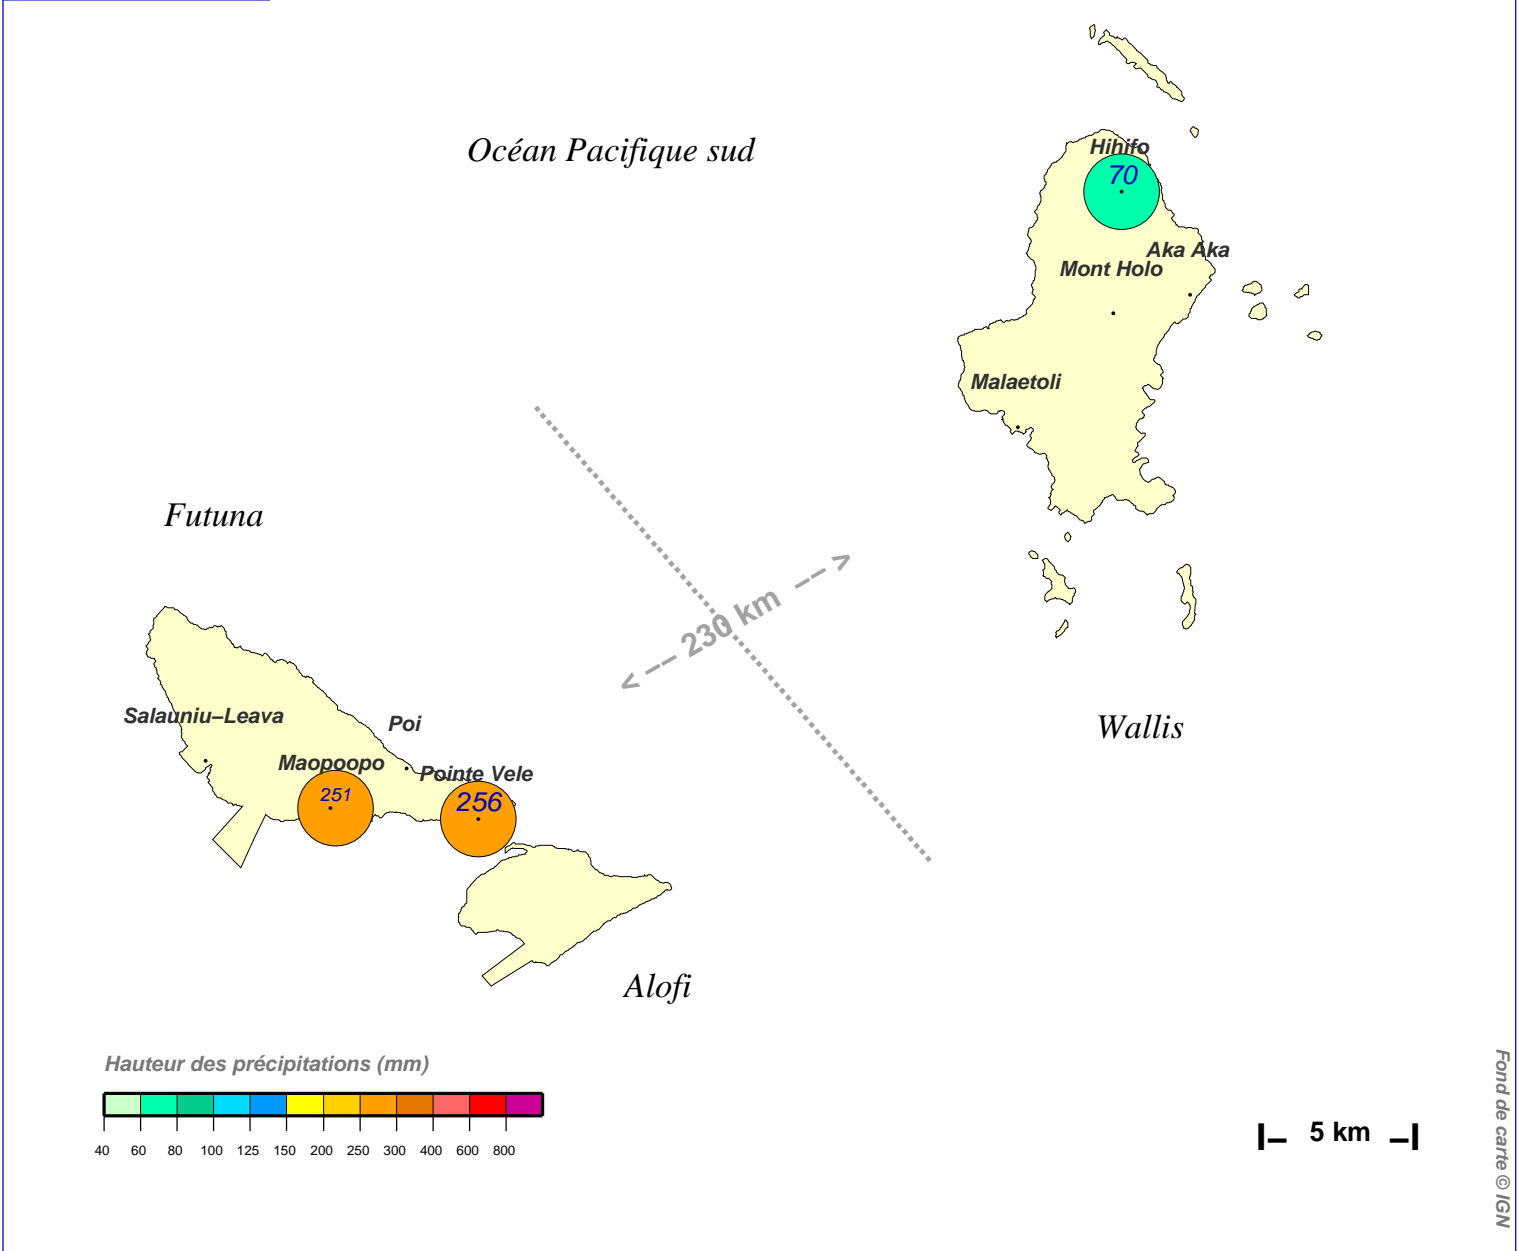 Océan Pacifique sud
Hihifo
70
Aka Aka
Mont Holo
Malaetoli
Futuna
230 km
Salauniu–Leava
Poi
Wallis
Maopoopo
Pointe Vele
251
256
Alofi
Hauteur des précipitations (mm)
40 60 80 100 125 150 200 250 300 400 600 800
5 km
Fond de carte © IGN